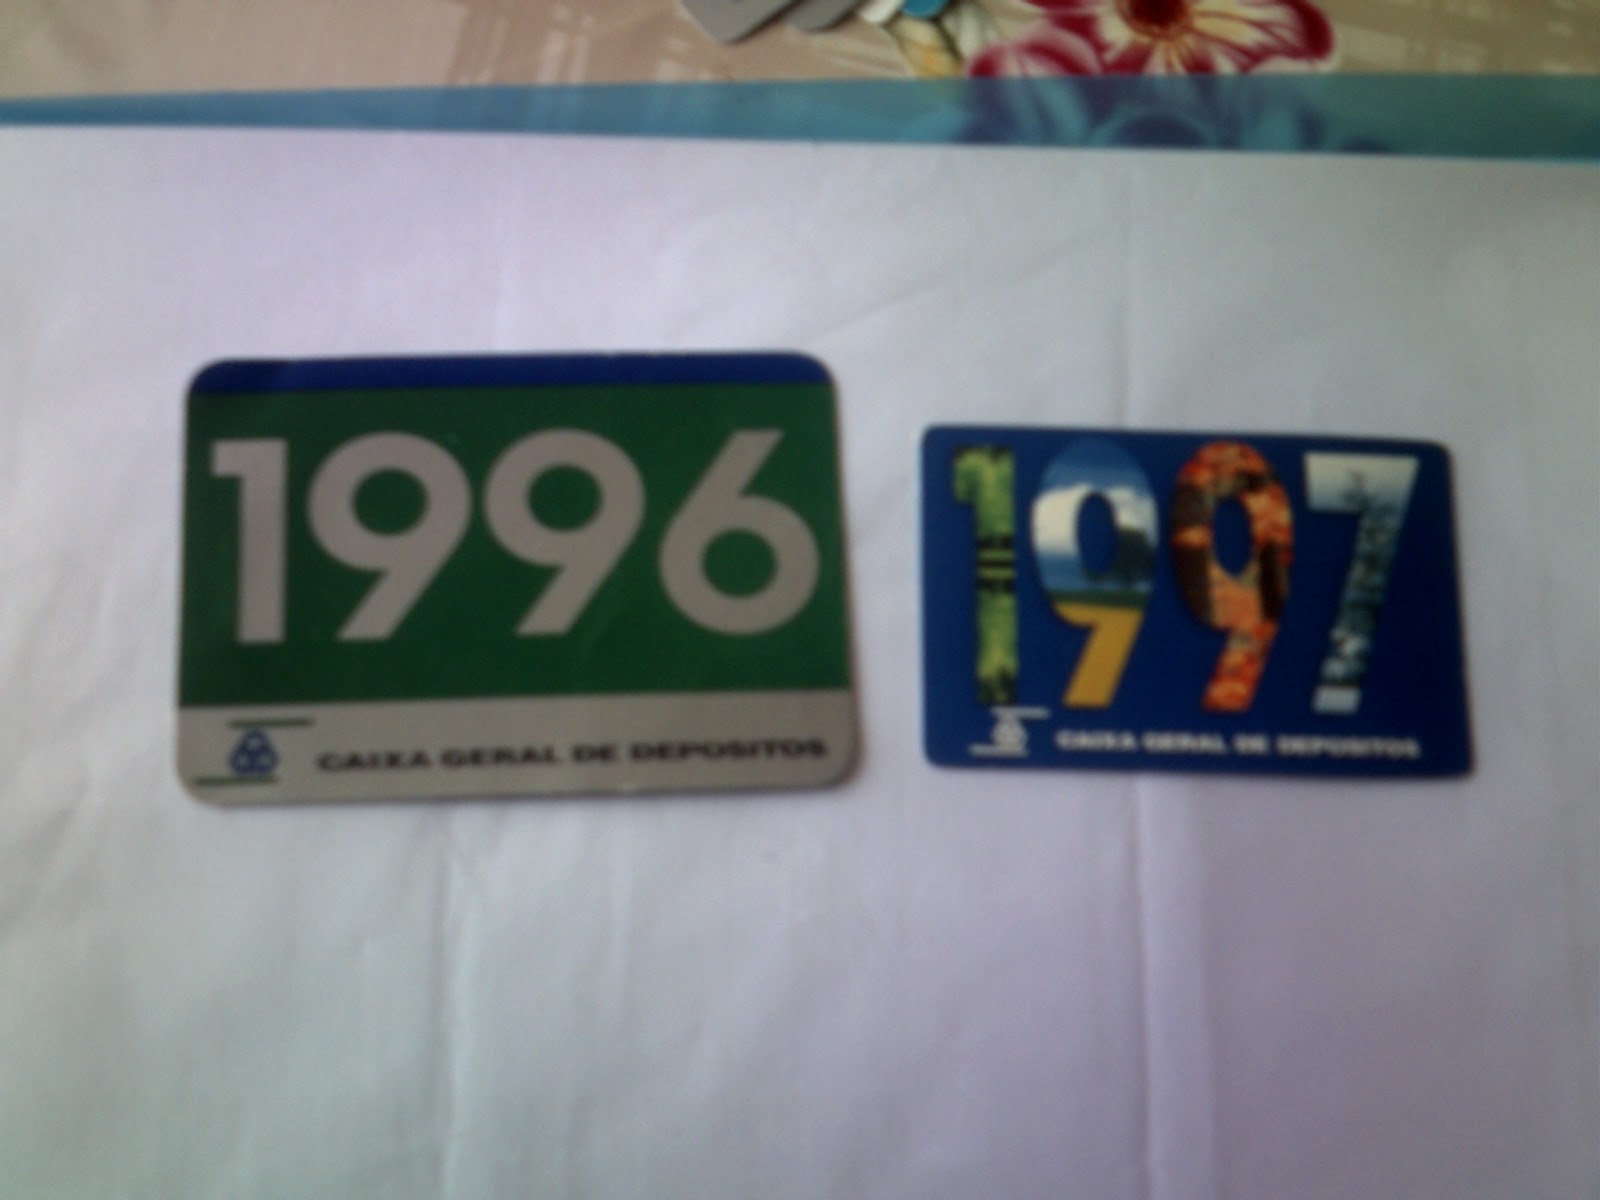 1996
CAIXA GERAL DE DEPOSITOS
1997
CAIXA GERAL DE DEPOSITOS